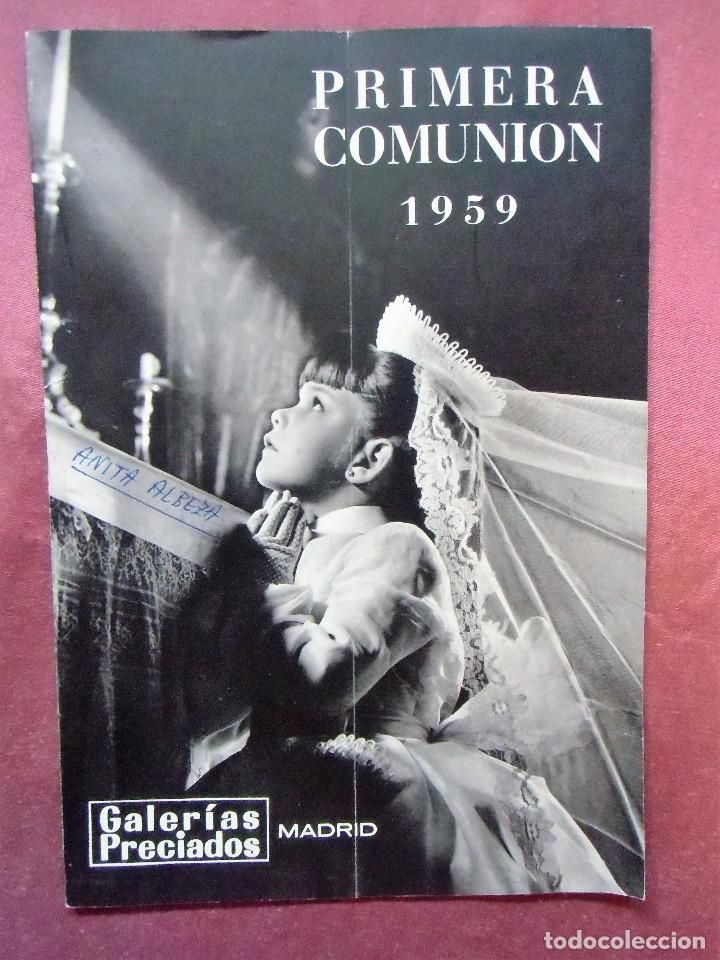 PRIMERA
COMUNION
1959
ANITA ALBEZA
Galerías
Preciados
MADRID
todocoleccion